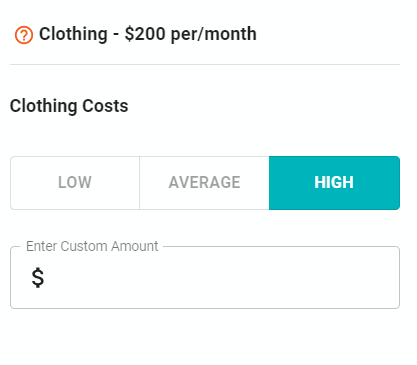 Clothing - $200 per/month
Clothing Costs
LOW AVERAGE HIGH
Enter Custom Amount
$